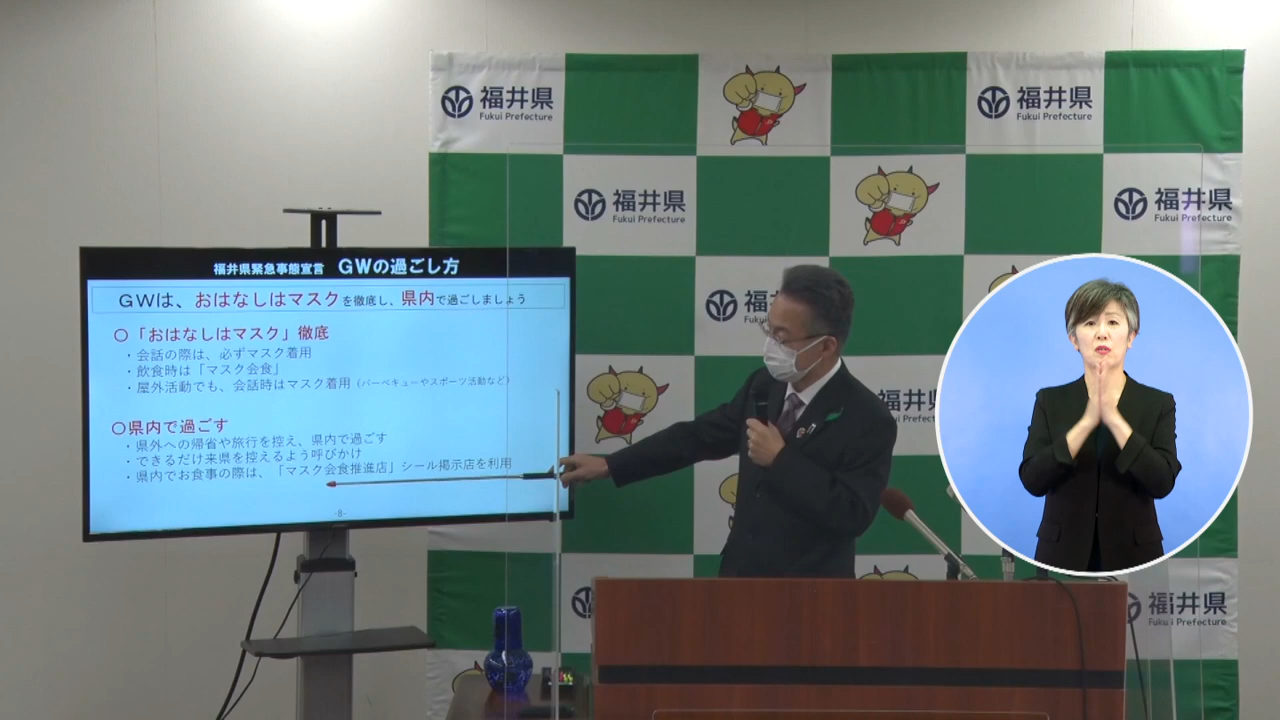 福井県
Fukui Prefecture
福井県
Fukui Prefecture
福井県
Fukui Prefecture
福井県
Fukui Prefecture
福井県緊急事態宣言 GWの過ごし方
GWは、おはなしはマスクを徹底し、県内で過ごしましょう
○「おはなしはマスク」徹底
・会話の際は、必ずマスク着用
・飲食時は「マスク会食」
・屋外活動でも、会話時はマスク着用（バーベキューやスポーツ活動など）
○県内で過ごす
・県外への帰省や旅行を控え、県内で過ごす
・できるだけ来県を控えるよう呼びかけ
・県内でお食事の際は、「マスク会食推進店」シール掲示店を利用
-8-
福
Fuku
福井県
福井県
Fukui Prefecture